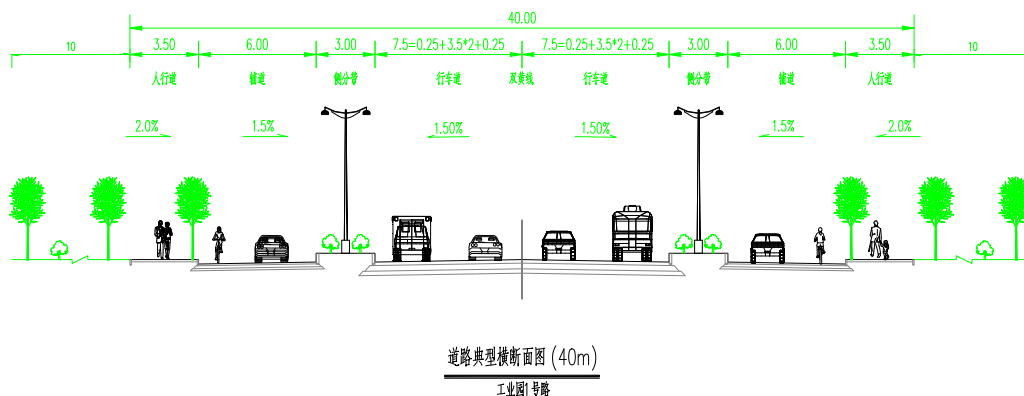 40.00
10 3.50 6.00 3.00 7.5=0.25+3.5*2+0.25 7.5=0.25+3.5*2+0.25 3.00 6.00 3.50 10
人行道 辅道 侧分带 行车道 双黄线 行车道 侧分带 辅道 人行道
2.0% 1.5% 1.50% 1.50% 1.5% 2.0%
道路典型横断面图(40m)
工业园1号路